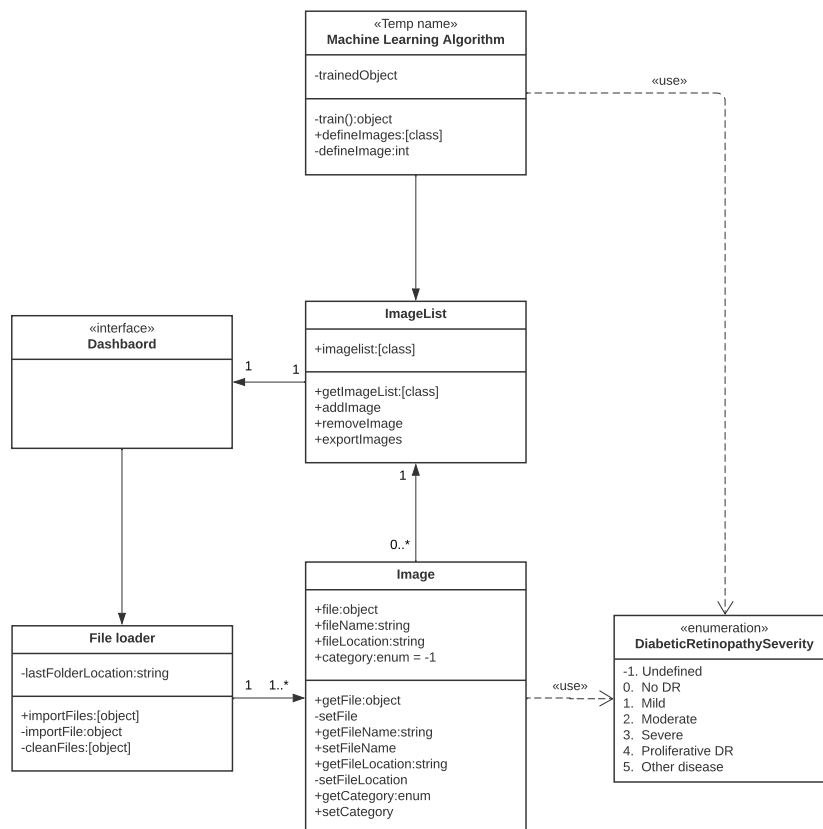 «Temp name»
Machine Learning Algorithm
-trainedObject
-train():object
+defineImages:[class]
-defineImage:int
«use»
ImageList
+imagelist:[class]
+getImageList:[class]
+addImage
+removeImage
+exportImages
«interface»
Dashbaord
1
1
1
0..*
Image
+file:object
+fileName:string
+fileLocation:string
+category:enum = -1
+getFile:object
-setFile
+getFileName:string
+setFileName
+getFileLocation:string
-setFileLocation
+getCategory:enum
+setCategory
File loader
-lastFolderLocation:string
+importFiles:[object]
-importFile:object
-cleanFiles:[object]
1
1..*
«use»
«enumeration»
DiabeticRetinopathySeverity
-1. Undefined
0. No DR
1. Mild
2. Moderate
3. Severe
4. Proliferative DR
5. Other disease